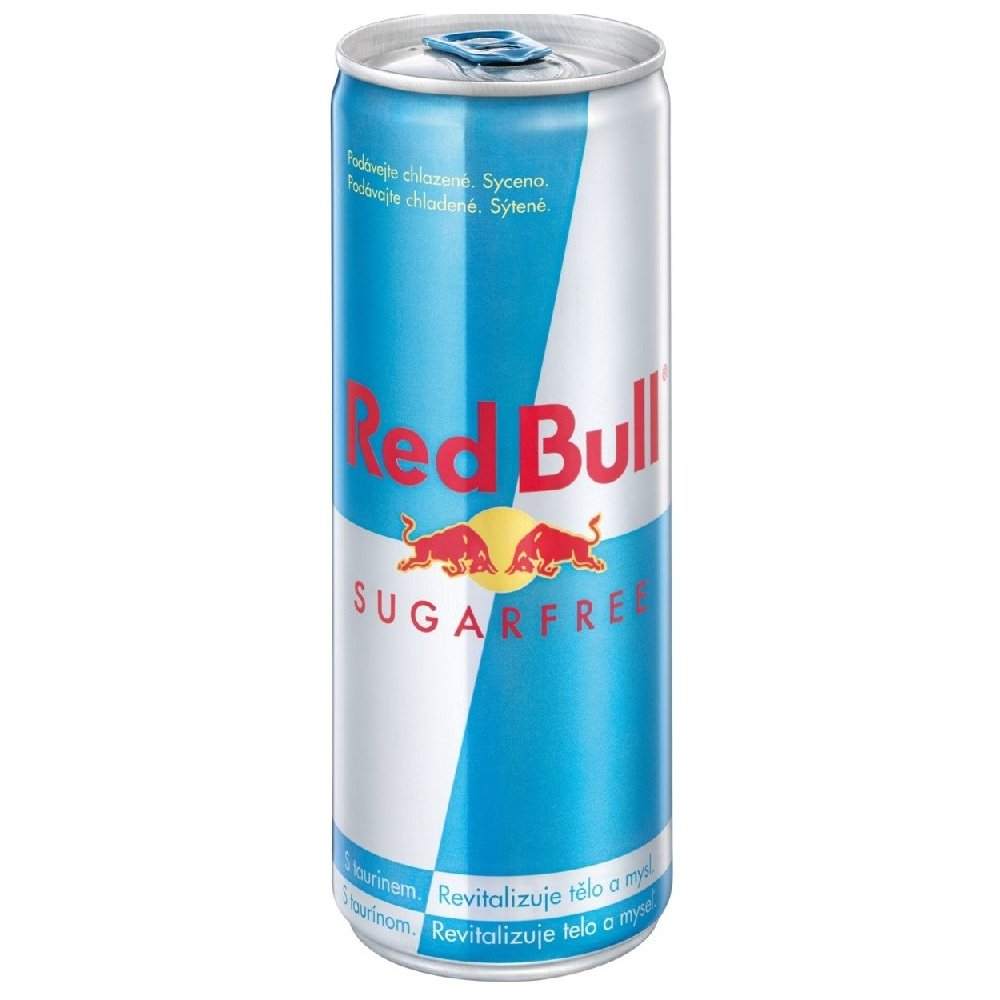 Podávejte chlazené. Syceno.
Podávajte chladené. Sýtené.
Red Bull®
SUGARFREE
S taurinem. Revitalizuje tělo a mysl.
S taurínom. Revitalizuje telo a myseľ.